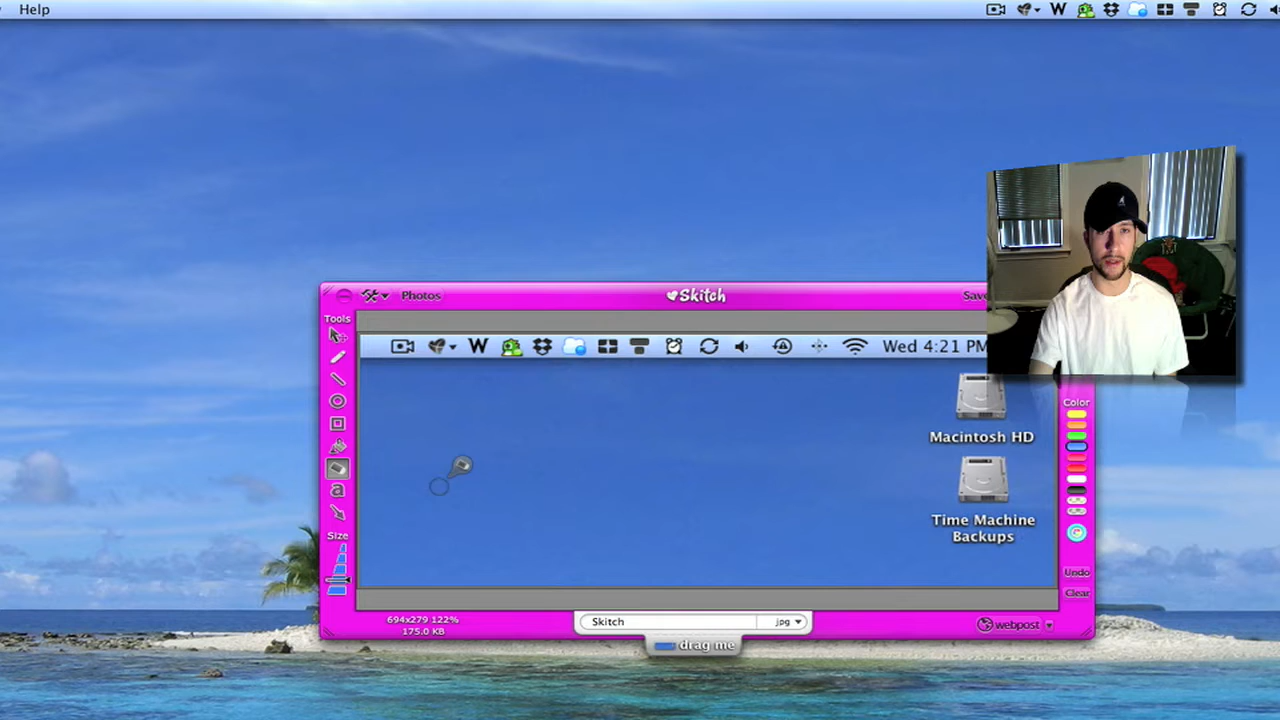 Help
W
Photos
Skitch
Save
Tools
W
Wed 4:21 PM
Color
Macintosh HD
a
Time Machine
Backups
Size
Undo
Clear
694x279 122%
175.0 KB
Skitch
jpg
webpost
drag me